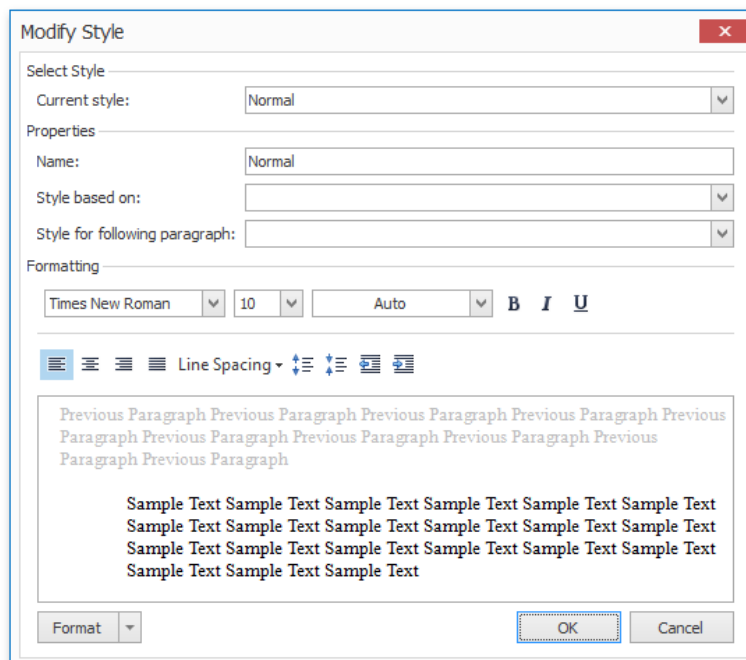 Modify Style
Select Style
Current style: Normal
Properties
Name: Normal
Style based on:
Style for following paragraph:
Formatting
Times New Roman 10 Auto B I U
Line Spacing
Previous Paragraph Previous Paragraph Previous Paragraph Previous Paragraph Previous
Paragraph Previous Paragraph Previous Paragraph Previous Paragraph Previous
Paragraph Previous Paragraph
Sample Text Sample Text Sample Text Sample Text Sample Text Sample Text
Sample Text Sample Text Sample Text Sample Text Sample Text Sample Text
Sample Text Sample Text Sample Text Sample Text Sample Text Sample Text
Sample Text Sample Text Sample Text
Format OK Cancel